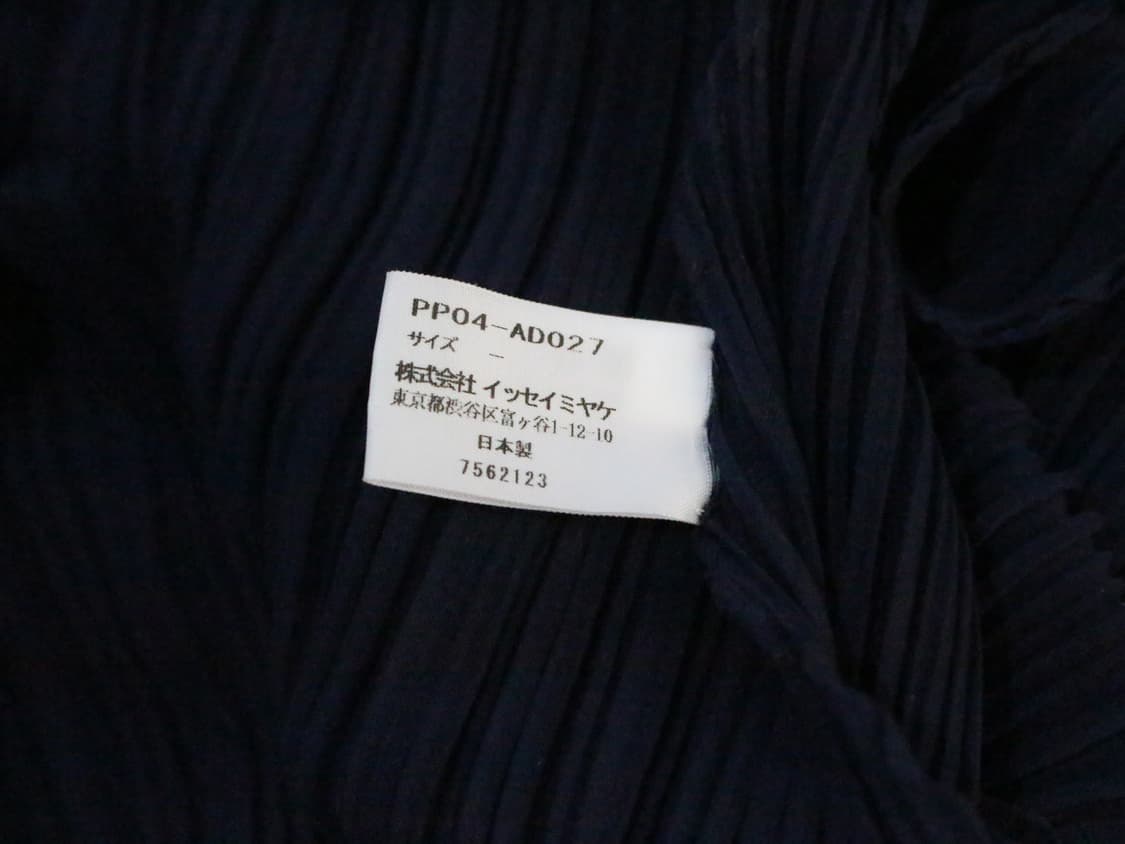 PP04-AD027
サイズ －
株式会社 イッセイミヤケ
東京都渋谷区富ヶ谷1-12-10
日本製
7562123